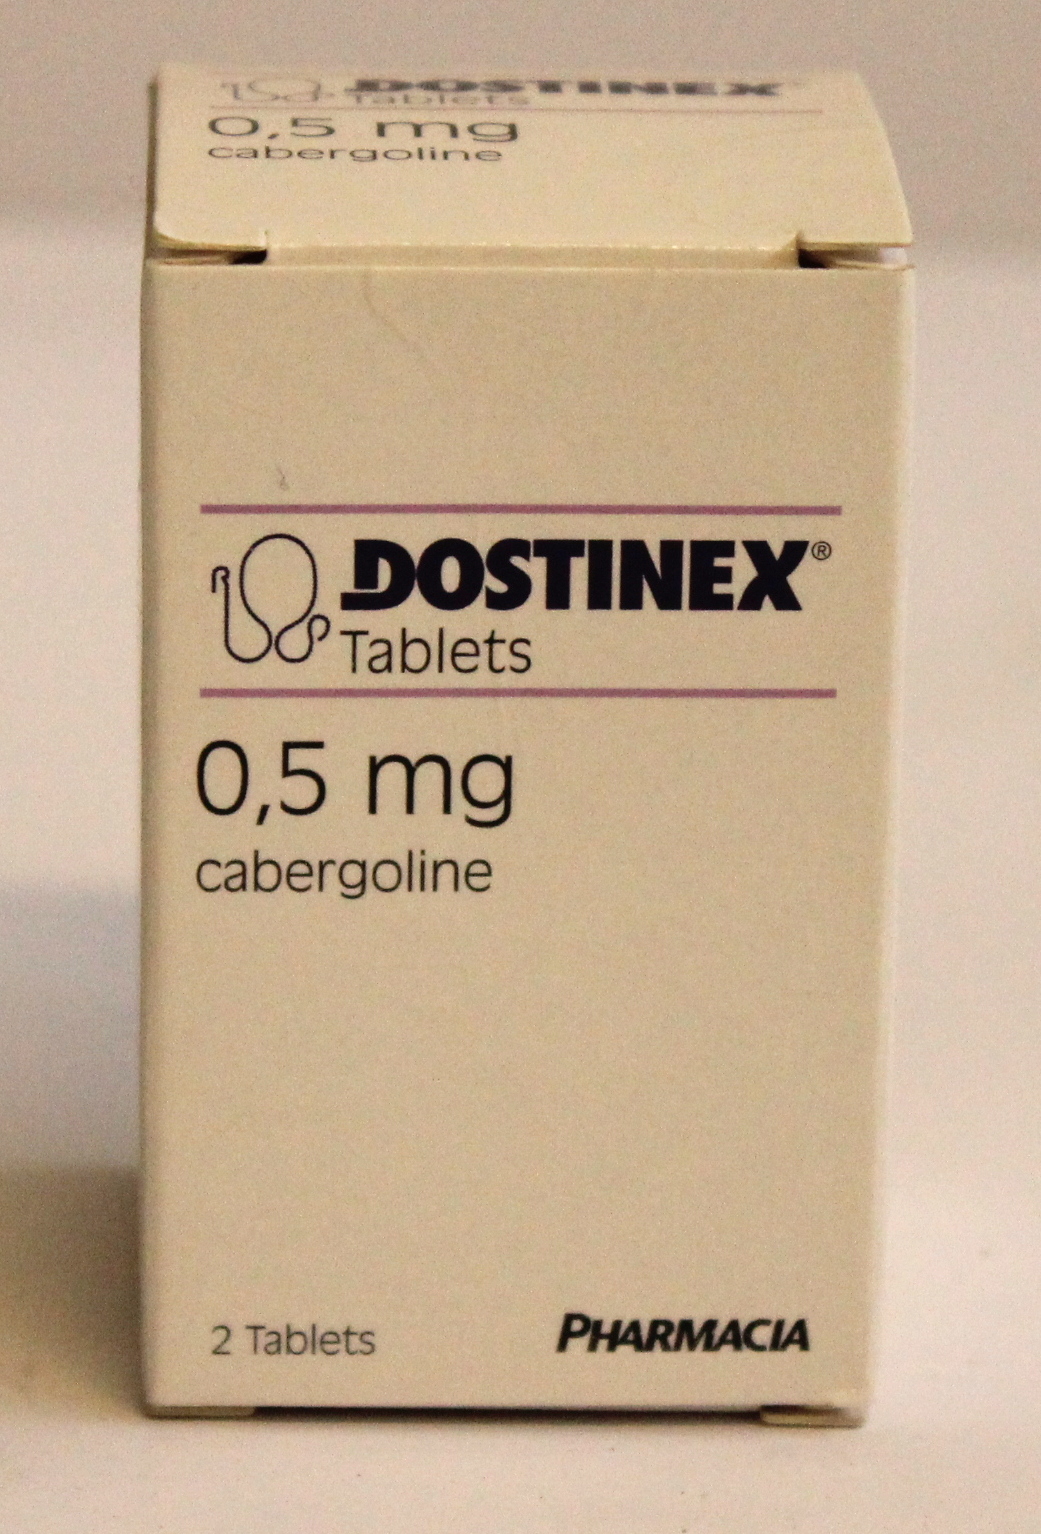 DOSTINEX
Tablets
0,5 mg
cabergoline
DOSTINEX®
Tablets
0,5 mg
cabergoline
2 Tablets
PHARMACIA